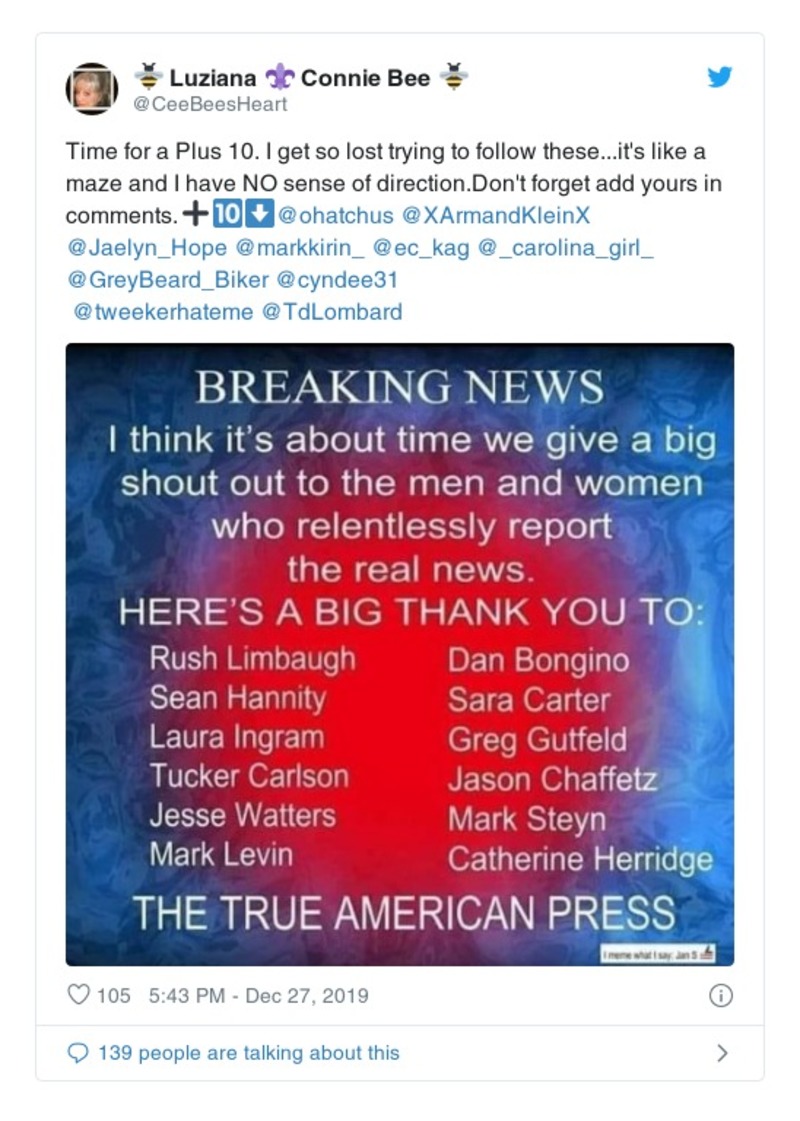 🐝 Luziana ⚜ Connie Bee 🐝
@CeeBeesHeart
Time for a Plus 10. I get so lost trying to follow these...it's like a
maze and I have NO sense of direction.Don't forget add yours in
comments. ➕🔟⬇@ohatchus @XArmandKleinX
@Jaelyn_Hope @markkirin_ @ec_kag @_carolina_girl_
@GreyBeard_Biker @cyndee31
@tweekerhateme @TdLombard
BREAKING NEWS
I think it's about time we give a big
shout out to the men and women
who relentlessly report
the real news.
HERE'S A BIG THANK YOU TO:
Rush Limbaugh Dan Bongino
Sean Hannity Sara Carter
Laura Ingram Greg Gutfeld
Tucker Carlson Jason Chaffetz
Jesse Watters Mark Steyn
Mark Levin Catherine Herridge
THE TRUE AMERICAN PRESS
I meme what I say: Jan S
105 5:43 PM - Dec 27, 2019
139 people are talking about this